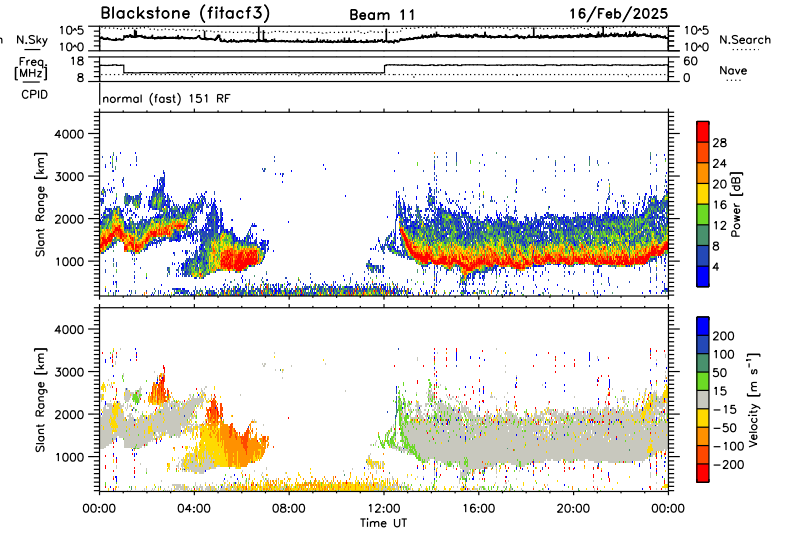 Blackstone (fitacf3) Beam 11 16/Feb/2025
N.Sky 10^5 10^0 10^5 10^0 N.Search
Freq. [MHz] 18 8 60 0 Nave
CPID normal (fast) 151 RF
Slant Range [km] 4000 3000 2000 1000
28 24 20 16 12 8 4 Power [dB]
Slant Range [km] 4000 3000 2000 1000
200 100 50 15 −15 −50 −100 −200 Velocity [m s⁻¹]
00:00 04:00 08:00 12:00 16:00 20:00 00:00
Time UT